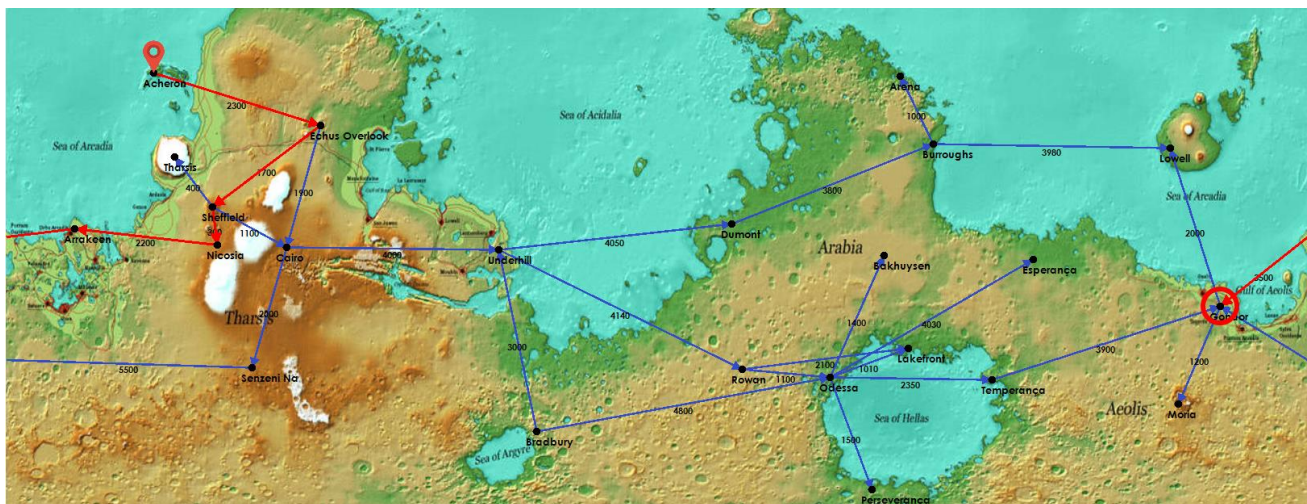 Arena
Acheron
2300
1000
Echus Overlook
Sea of Acidalia
Burroughs
3980
Lowell
Sea of Arcadia
Tharsis
1700
400
1900
3800
Sea of Arcadia
Sheffield
1100
Arrakeen
2200
Nicosia
Cairo
4000
Underhill
4050
Dumont
Arabia
Bakhuysen
Esperança
2000
3500
Gulf of Aeolis
Gondor
Tharsis
2000
4140
1400
4030
Lakefront
3900
1200
5500
Senzeni Na
3000
Rowan
1100
2100
1010
Odessa
2350
Temperança
Aeolis
Moria
4800
Sea of Hellas
Bradbury
Sea of Argyre
1500
Perseverança